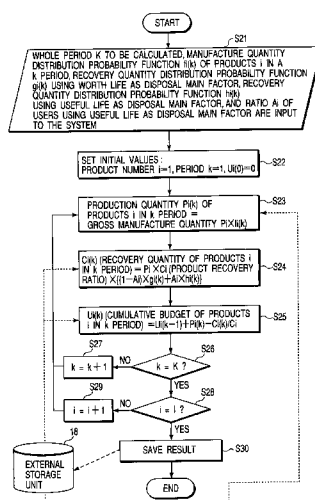 START
S21
WHOLE PERIOD K TO BE CALCULATED, MANUFACTURE QUANTITY
DISTRIBUTION PROBABILITY FUNCTION fi(k) OF PRODUCTS i IN A
k PERIOD, RECOVERY QUANTITY DISTRIBUTION PROBABILITY FUNCTION
gi(k) USING WORTH LIFE AS DISPOSAL MAIN FACTOR, RECOVERY
QUANTITY DISTRIBUTION PROBABILITY FUNCTION hi(k)
USING USEFUL LIFE AS DISPOSAL MAIN FACTOR, AND RATIO Ai OF
USERS USING USEFUL LIFE AS DISPOSAL MAIN FACTOR ARE INPUT
TO THE SYSTEM
SET INITIAL VALUES:
PRODUCT NUMBER i=1, PERIOD k=1, Ui(0)=0
S22
PRODUCTION QUANTITY Pi(k) OF
PRODUCTS i IN k PERIOD =
GROSS MANUFACTURE QUANTITY Pi×fi(k)
S23
Ci(k) (RECOVERY QUANTITY OF PRODUCTS i
IN k PERIOD) = Pi×Ci (PRODUCT RECOVERY
RATIO) ×{(1-Ai)×gi(k)+Ai×hi(k)}
S24
Ui(k) (CUMULATIVE BUDGET OF PRODUCTS
i IN k PERIOD) =Ui(k-1)+Pi(k)-Ci(k)/Ci
S25
S27
k = k + 1
NO
k = K ?
S26
YES
S29
i = i + 1
NO
i = I ?
S28
YES
18
EXTERNAL
STORAGE
UNIT
SAVE RESULT
S30
END